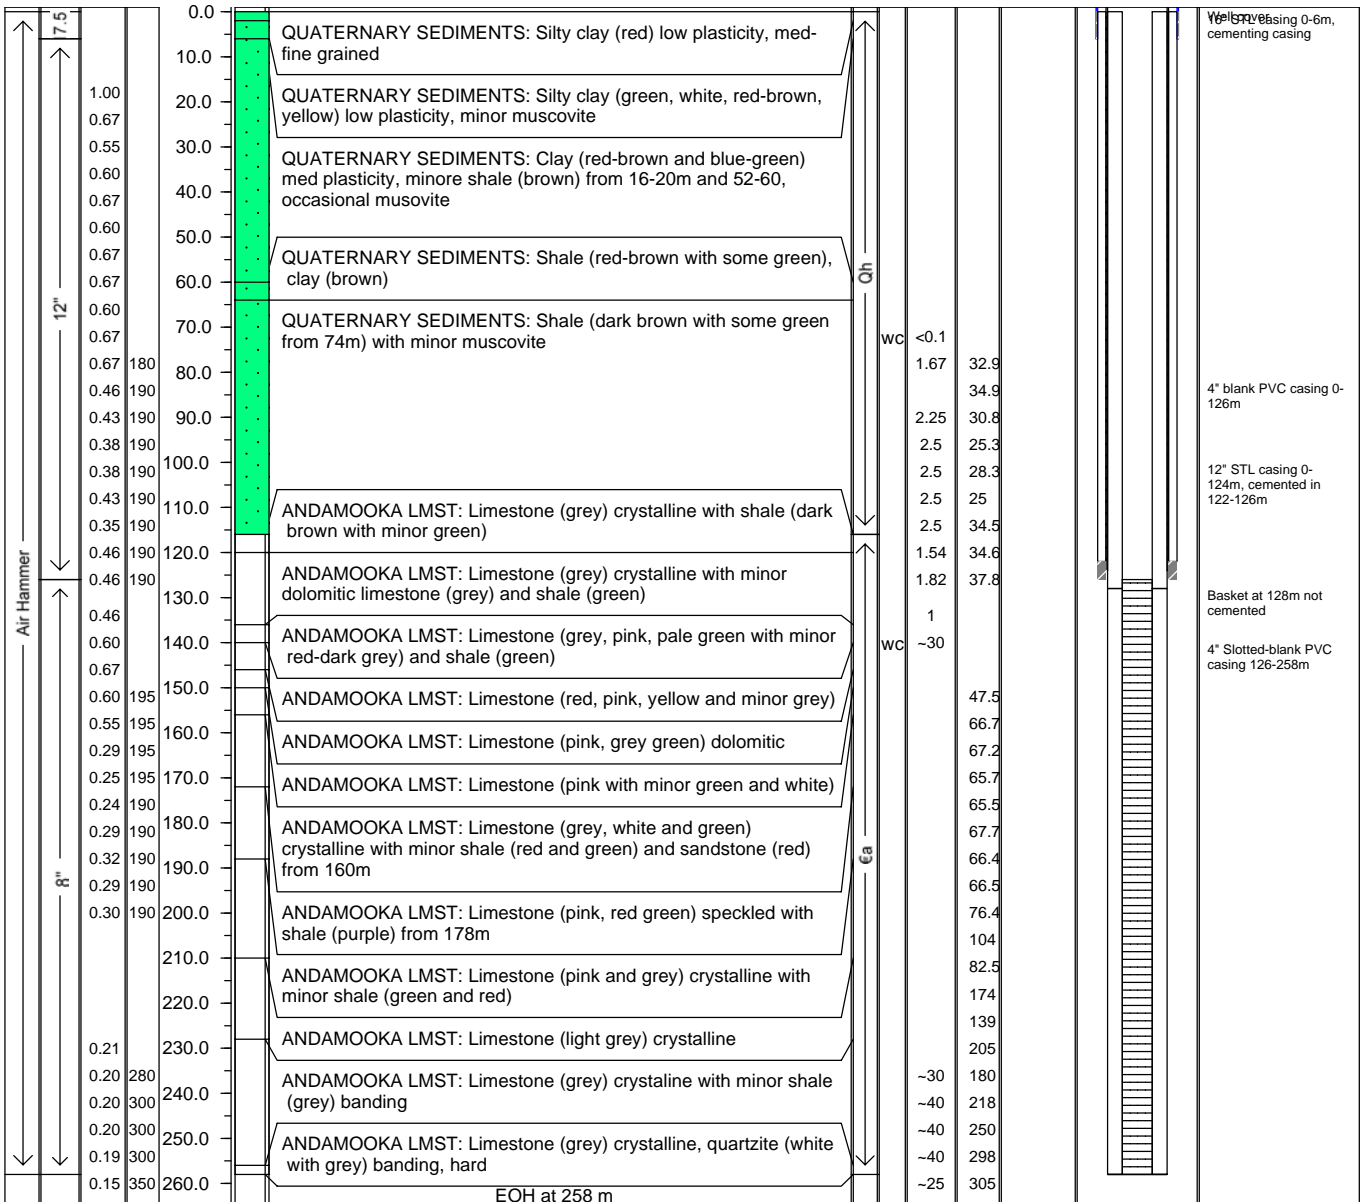 Air Hammer
17.5
12"
8"
1.00
0.67
0.55
0.60
0.67
0.60
0.67
0.67
0.60
0.67
0.67 180
0.46 190
0.43 190
0.38 190
0.38 190
0.43 190
0.35 190
0.46 190
0.46 190
0.46
0.60
0.67
0.60 195
0.55 195
0.29 195
0.25 195
0.24 190
0.29 190
0.32 190
0.29 190
0.30 190
0.21
0.20 280
0.20 300
0.20 300
0.19 300
0.15 350
0.0
10.0
20.0
30.0
40.0
50.0
60.0
70.0
80.0
90.0
100.0
110.0
120.0
130.0
140.0
150.0
160.0
170.0
180.0
190.0
200.0
210.0
220.0
230.0
240.0
250.0
260.0
QUATERNARY SEDIMENTS: Silty clay (red) low plasticity, med-
fine grained
QUATERNARY SEDIMENTS: Silty clay (green, white, red-brown,
yellow) low plasticity, minor muscovite
QUATERNARY SEDIMENTS: Clay (red-brown and blue-green)
med plasticity, minore shale (brown) from 16-20m and 52-60,
occasional musovite
QUATERNARY SEDIMENTS: Shale (red-brown with some green),
clay (brown)
QUATERNARY SEDIMENTS: Shale (dark brown with some green
from 74m) with minor muscovite
ANDAMOOKA LMST: Limestone (grey) crystalline with shale (dark
brown with minor green)
ANDAMOOKA LMST: Limestone (grey) crystalline with minor
dolomitic limestone (grey) and shale (green)
ANDAMOOKA LMST: Limestone (grey, pink, pale green with minor
red-dark grey) and shale (green)
ANDAMOOKA LMST: Limestone (red, pink, yellow and minor grey)
ANDAMOOKA LMST: Limestone (pink, grey green) dolomitic
ANDAMOOKA LMST: Limestone (pink with minor green and white)
ANDAMOOKA LMST: Limestone (grey, white and green)
crystalline with minor shale (red and green) and sandstone (red)
from 160m
ANDAMOOKA LMST: Limestone (pink, red green) speckled with
shale (purple) from 178m
ANDAMOOKA LMST: Limestone (pink and grey) crystalline with
minor shale (green and red)
ANDAMOOKA LMST: Limestone (light grey) crystalline
ANDAMOOKA LMST: Limestone (grey) crystaline with minor shale
(grey) banding
ANDAMOOKA LMST: Limestone (grey) crystalline, quartzite (white
with grey) banding, hard
EOH at 258 m
Qh
Єa
wc
wc
<0.1
1.67
2.25
2.5
2.5
2.5
2.5
1.54
1.82
1
~30
~30
~40
~40
~40
~25
32.9
34.9
30.8
25.3
28.3
25
34.5
34.6
37.8
47.5
66.7
67.2
65.7
65.5
67.7
66.4
66.5
76.4
104
82.5
174
139
205
180
218
250
298
305
Well cover
16" STL casing 0-6m,
cementing casing
4" blank PVC casing 0-
126m
12" STL casing 0-
124m, cemented in
122-126m
Basket at 128m not
cemented
4" Slotted-blank PVC
casing 126-258m